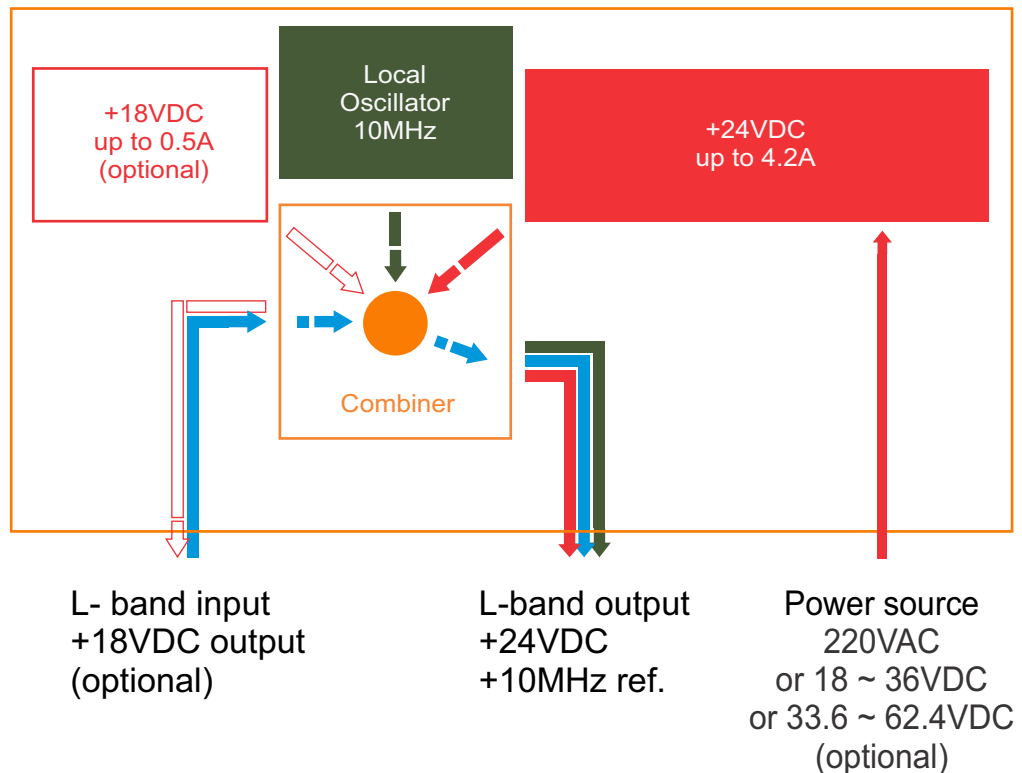 +18VDC
up to 0.5A
(optional)
Local
Oscillator
10MHz
+24VDC
up to 4.2A
Combiner
L- band input
+18VDC output
(optional)
L-band output
+24VDC
+10MHz ref.
Power source
220VAC
or 18 ~ 36VDC
or 33.6 ~ 62.4VDC
(optional)